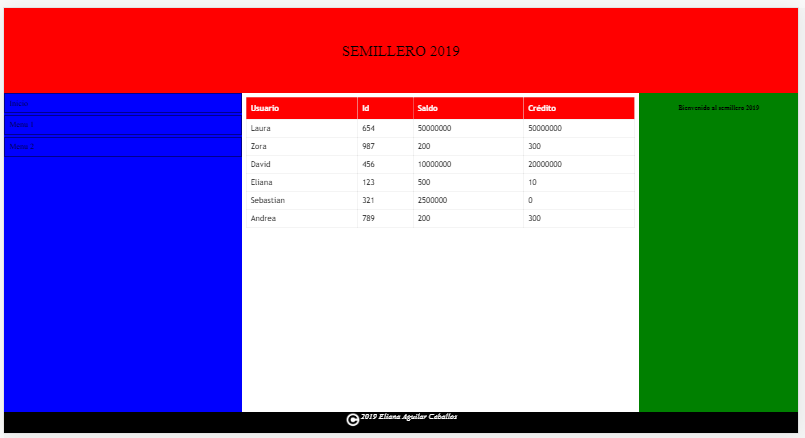 SEMILLERO 2019
Inicio
Menu 1
Menu 2
Usuario Id Saldo Crédito
Laura 654 50000000 50000000
Zora 987 200 300
David 456 10000000 20000000
Eliana 123 500 10
Sebastian 321 2500000 0
Andrea 789 200 300
Bienvenido al semillero 2019
© 2019 Eliana Aguilar Ceballos